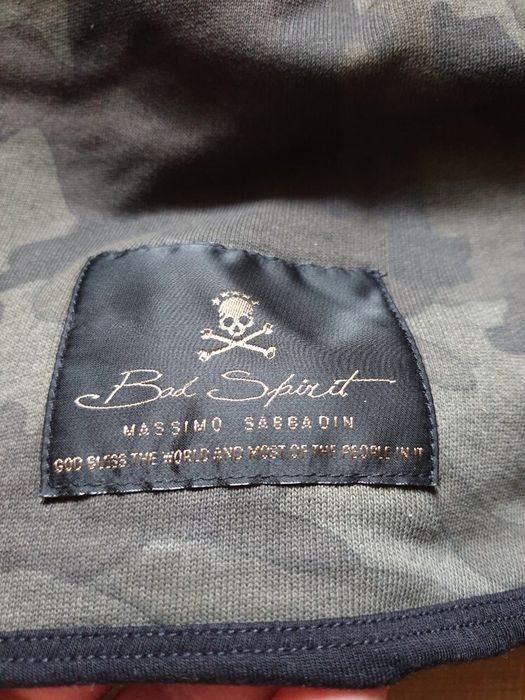 Bad Spirit
MASSIMO SABBADIN
GOD BLESS THE WORLD AND MOST OF THE PEOPLE IN IT